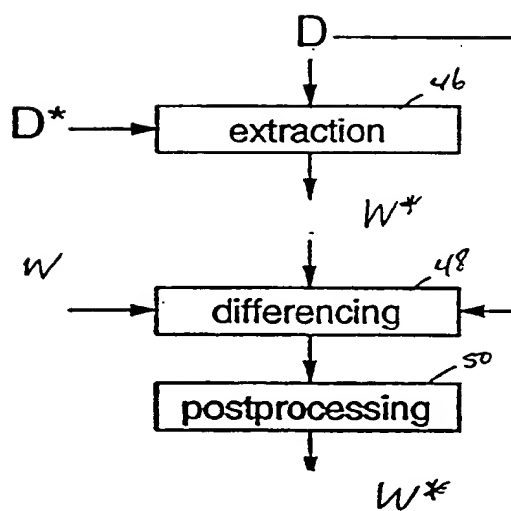 D
46
D*
extraction
W*
W
48
differencing
50
postprocessing
W*